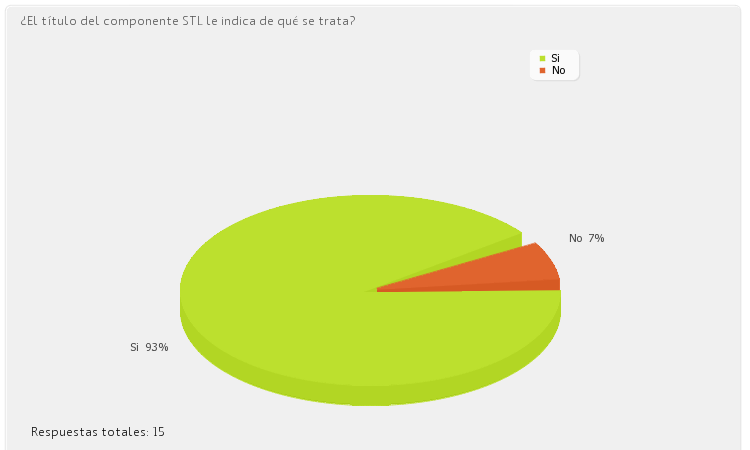 ¿El título del componente STL le indica de qué se trata?
Si
No
No 7%
Si 93%
Respuestas totales: 15